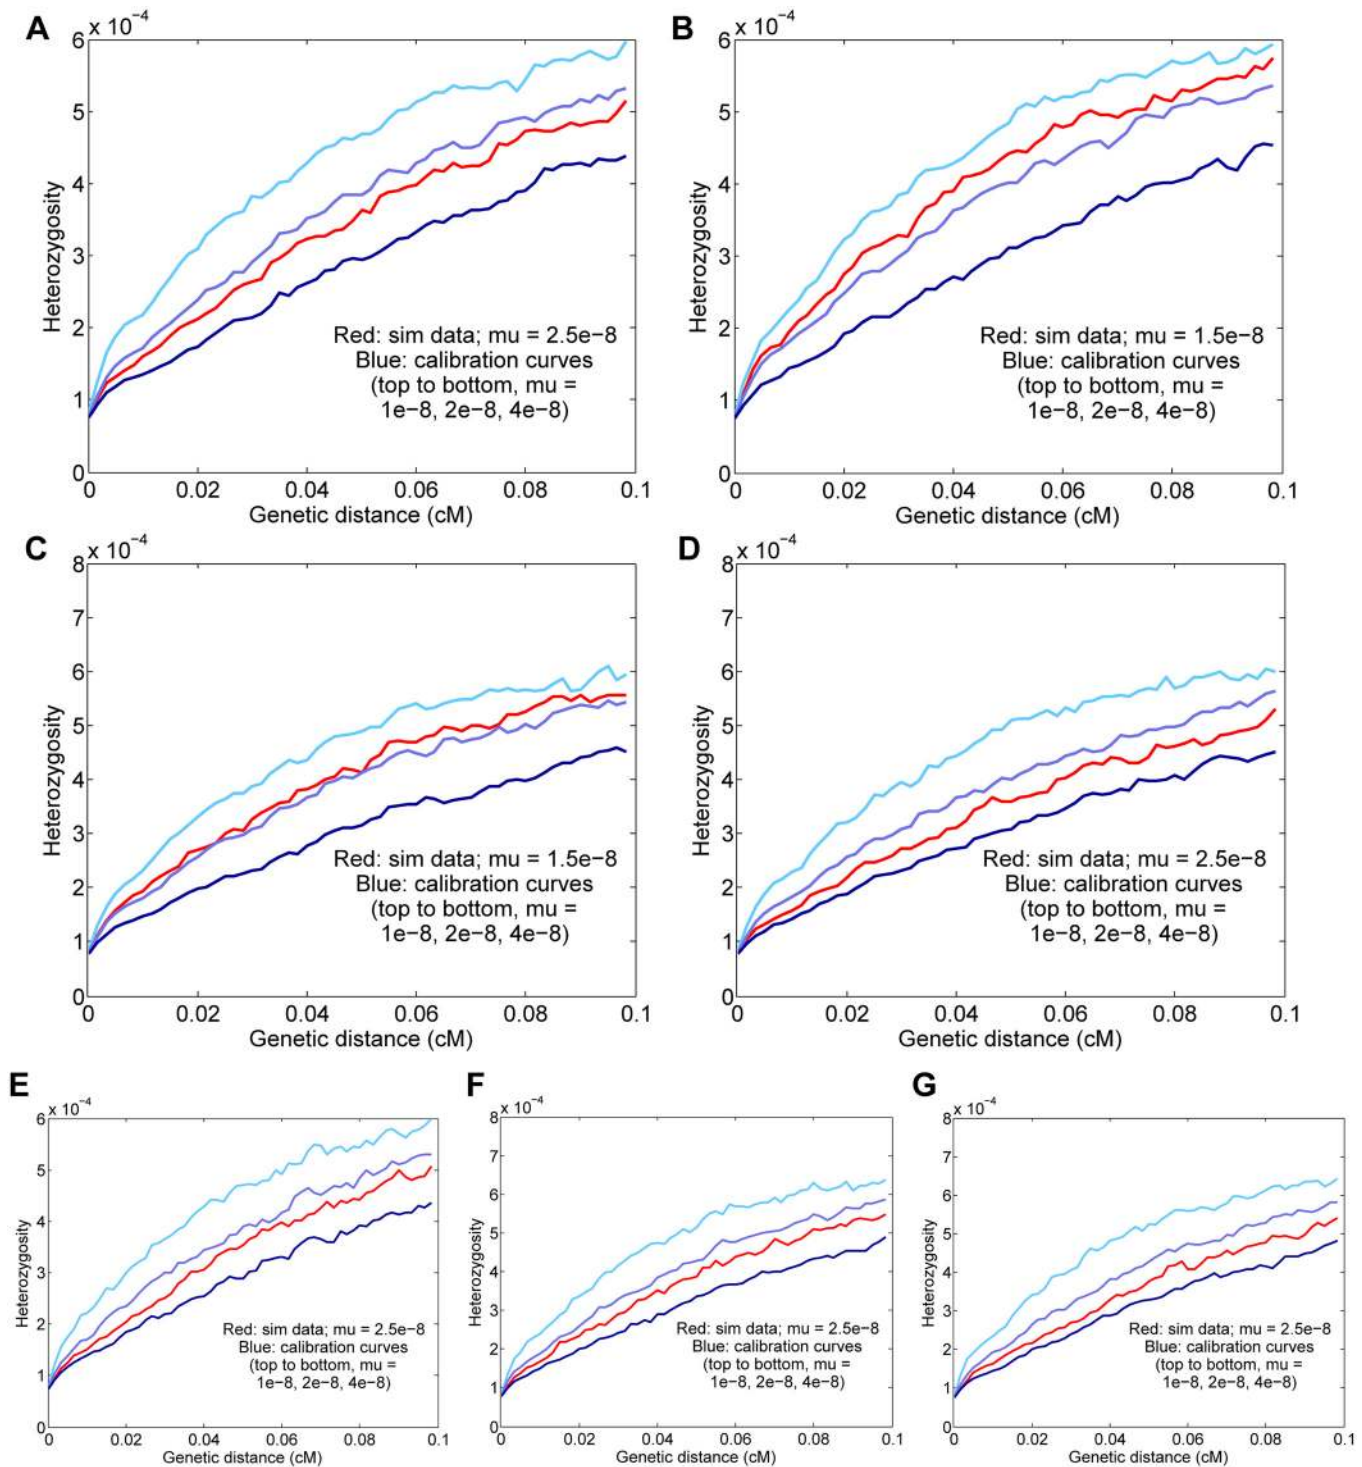 A
x 10⁻⁴
6
5
4
3
2
1
0
Heterozygosity
Red: sim data; mu = 2.5e−8
Blue: calibration curves
(top to bottom, mu =
1e−8, 2e−8, 4e−8)
0 0.02 0.04 0.06 0.08 0.1
Genetic distance (cM)
B
x 10⁻⁴
6
5
4
3
2
1
0
Heterozygosity
Red: sim data; mu = 1.5e−8
Blue: calibration curves
(top to bottom, mu =
1e−8, 2e−8, 4e−8)
0 0.02 0.04 0.06 0.08 0.1
Genetic distance (cM)
C
x 10⁻⁴
8
7
6
5
4
3
2
1
0
Heterozygosity
Red: sim data; mu = 1.5e−8
Blue: calibration curves
(top to bottom, mu =
1e−8, 2e−8, 4e−8)
0 0.02 0.04 0.06 0.08 0.1
Genetic distance (cM)
D
x 10⁻⁴
8
7
6
5
4
3
2
1
0
Heterozygosity
Red: sim data; mu = 2.5e−8
Blue: calibration curves
(top to bottom, mu =
1e−8, 2e−8, 4e−8)
0 0.02 0.04 0.06 0.08 0.1
Genetic distance (cM)
E
x 10⁻⁴
6
5
4
3
2
1
0
Heterozygosity
Red: sim data; mu = 2.5e−8
Blue: calibration curves
(top to bottom, mu =
1e−8, 2e−8, 4e−8)
0 0.02 0.04 0.06 0.08 0.1
Genetic distance (cM)
F
x 10⁻⁴
8
7
6
5
4
3
2
1
0
Heterozygosity
Red: sim data; mu = 2.5e−8
Blue: calibration curves
(top to bottom, mu =
1e−8, 2e−8, 4e−8)
0 0.02 0.04 0.06 0.08 0.1
Genetic distance (cM)
G
x 10⁻⁴
8
7
6
5
4
3
2
1
0
Heterozygosity
Red: sim data; mu = 2.5e−8
Blue: calibration curves
(top to bottom, mu =
1e−8, 2e−8, 4e−8)
0 0.02 0.04 0.06 0.08 0.1
Genetic distance (cM)